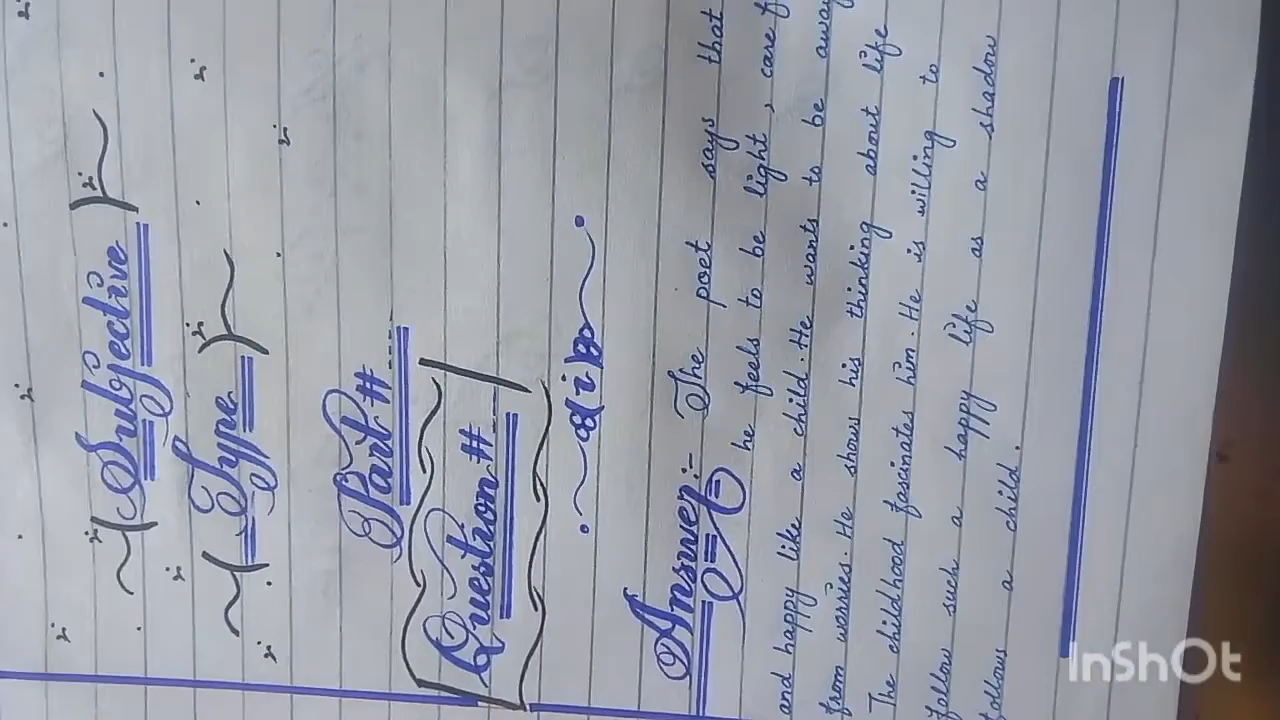 Subjective
Type
Part #
Question #
(i)
Answer:- The poet says that
he feels to be light, care f
and happy like a child. He wants to be away
from worries. He shows his thinking about life
The childhood fascinates him. He is willing to
follow such a happy life as a shadow
follows a child.
InShOt